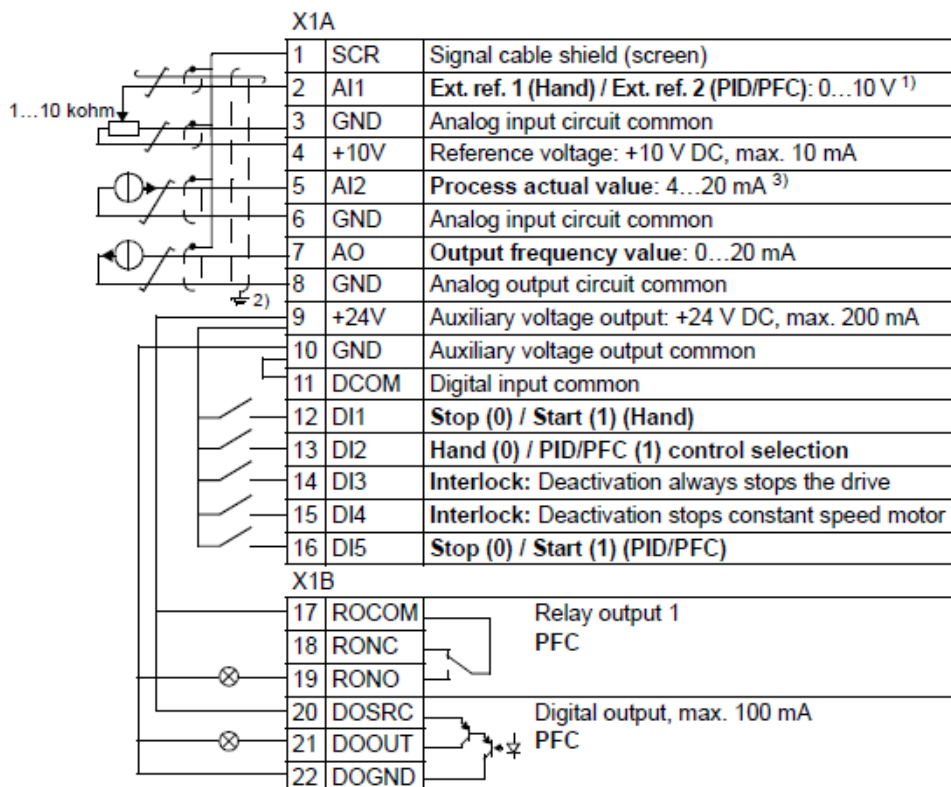 X1A
1 SCR Signal cable shield (screen)
2 AI1 Ext. ref. 1 (Hand) / Ext. ref. 2 (PID/PFC): 0…10 V 1)
1…10 kohm
3 GND Analog input circuit common
4 +10V Reference voltage: +10 V DC, max. 10 mA
5 AI2 Process actual value: 4…20 mA 3)
6 GND Analog input circuit common
7 AO Output frequency value: 0…20 mA
8 GND Analog output circuit common
2)
9 +24V Auxiliary voltage output: +24 V DC, max. 200 mA
10 GND Auxiliary voltage output common
11 DCOM Digital input common
12 DI1 Stop (0) / Start (1) (Hand)
13 DI2 Hand (0) / PID/PFC (1) control selection
14 DI3 Interlock: Deactivation always stops the drive
15 DI4 Interlock: Deactivation stops constant speed motor
16 DI5 Stop (0) / Start (1) (PID/PFC)
X1B
17 ROCOM Relay output 1
18 RONC PFC
19 RONO
20 DOSRC Digital output, max. 100 mA
21 DOOUT PFC
22 DOGND